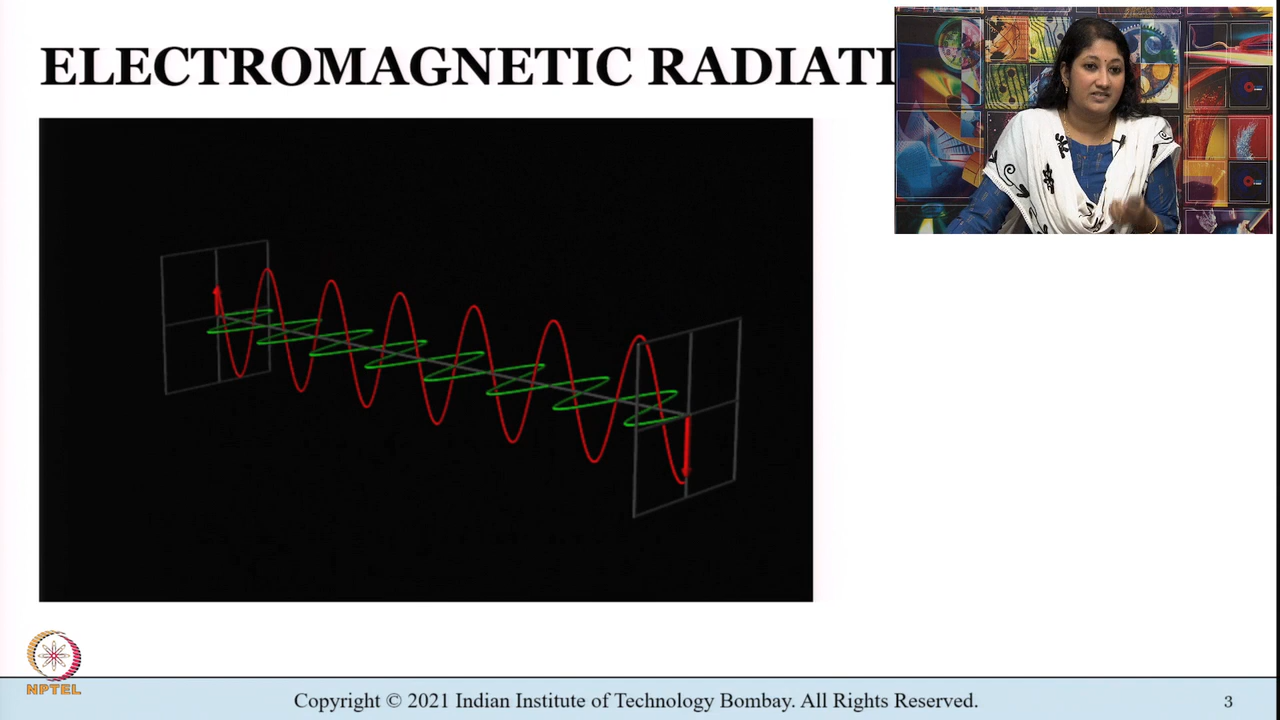 ELECTROMAGNETIC RADIATI
NPTEL
Copyright © 2021 Indian Institute of Technology Bombay. All Rights Reserved.
3